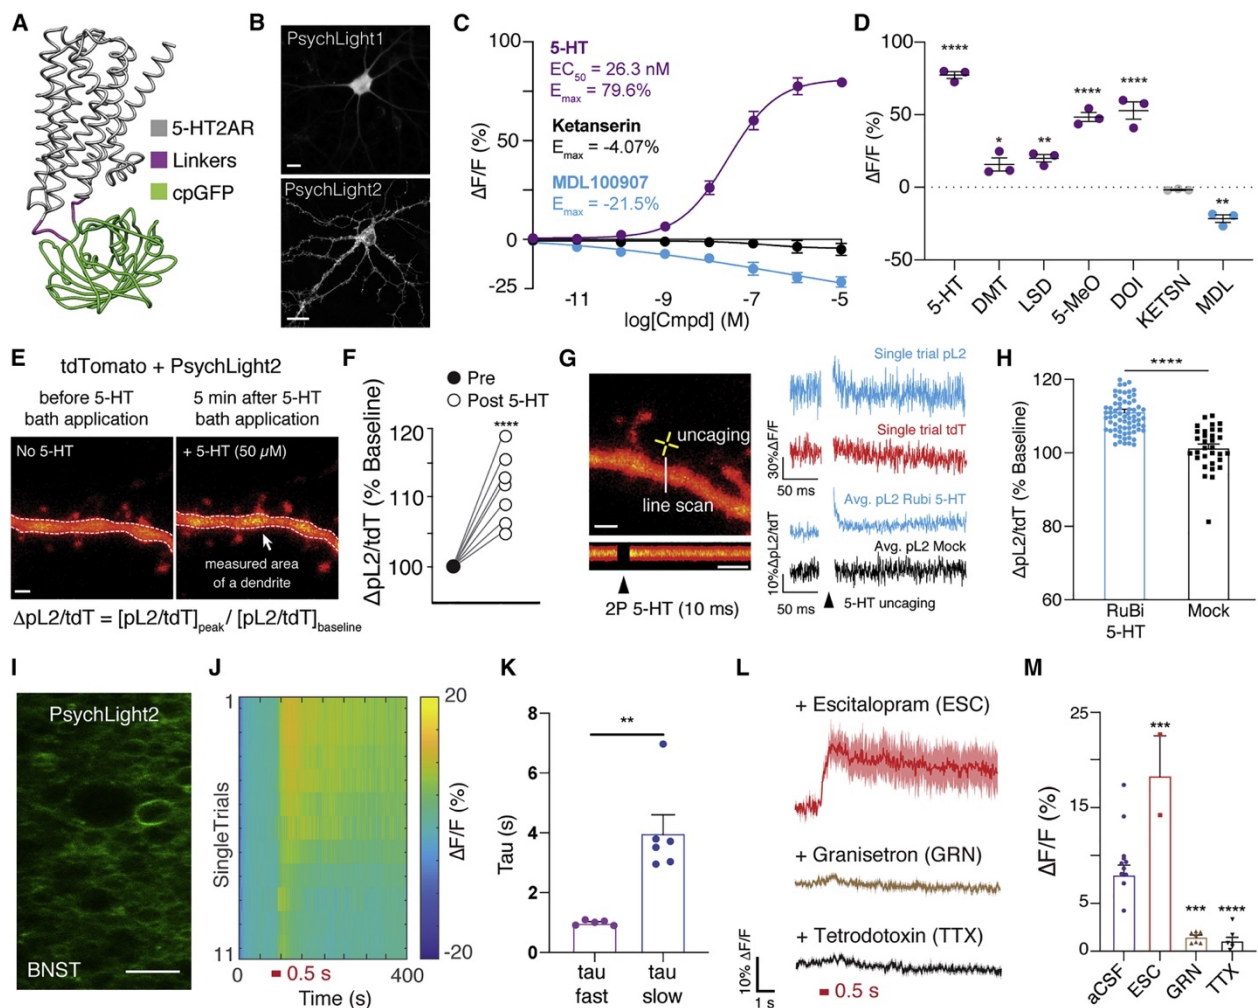 A
5-HT2AR
Linkers
cpGFP
B
PsychLight1
PsychLight2
C
100
50
0
-25
ΔF/F (%)
5-HT
EC50 = 26.3 nM
Emax = 79.6%
Ketanserin
Emax = -4.07%
MDL100907
Emax = -21.5%
-11
-9
-7
-5
log[Cmpd] (M)
D
100
50
0
-50
ΔF/F (%)
****
*
**
****
****
**
5-HT
DMT
LSD
5-MeO
DOI
KETSN
MDL
E
tdTomato + PsychLight2
before 5-HT
bath application
5 min after 5-HT
bath application
No 5-HT
+ 5-HT (50 µM)
measured area
of a dendrite
ΔpL2/tdT = [pL2/tdT]peak/ [pL2/tdT]baseline
F
Pre
Post 5-HT
****
120
110
100
ΔpL2/tdT (% Baseline)
G
uncaging
line scan
2P 5-HT (10 ms)
Single trial pL2
Single trial tdT
30%ΔF/F
50 ms
Avg. pL2 Rubi 5-HT
Avg. pL2 Mock
10%ΔpL2/tdT
50 ms
5-HT uncaging
H
****
120
100
80
60
ΔpL2/tdT (% Baseline)
RuBi
5-HT
Mock
I
PsychLight2
BNST
J
1
11
SingleTrials
0
0.5 s
400
Time (s)
20
-20
ΔF/F (%)
K
8
6
4
2
0
Tau (s)
**
tau
fast
tau
slow
L
+ Escitalopram (ESC)
+ Granisetron (GRN)
+ Tetrodotoxin (TTX)
10% ΔF/F
1 s
0.5 s
M
25
15
5
0
ΔF/F (%)
***
***
****
aCSF
ESC
GRN
TTX